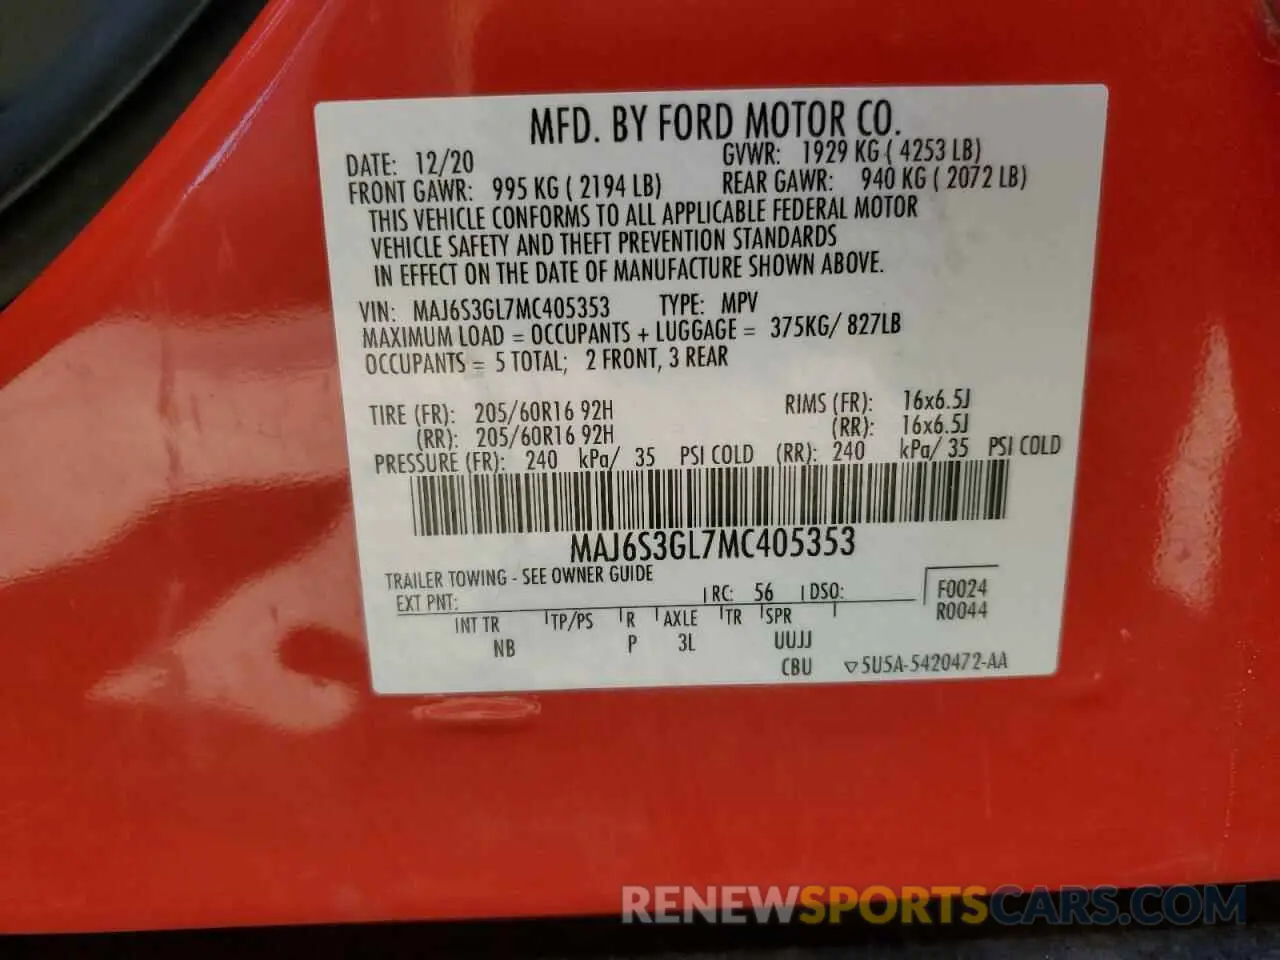 MFD. BY FORD MOTOR CO.
DATE: 12/20 GVWR: 1929 KG ( 4253 LB)
FRONT GAWR: 995 KG ( 2194 LB) REAR GAWR: 940 KG ( 2072 LB)
THIS VEHICLE CONFORMS TO ALL APPLICABLE FEDERAL MOTOR
VEHICLE SAFETY AND THEFT PREVENTION STANDARDS
IN EFFECT ON THE DATE OF MANUFACTURE SHOWN ABOVE.
VIN: MAJ6S3GL7MC405353 TYPE: MPV
MAXIMUM LOAD = OCCUPANTS + LUGGAGE = 375KG/ 827LB
OCCUPANTS = 5 TOTAL; 2 FRONT, 3 REAR
TIRE (FR): 205/60R16 92H RIMS (FR): 16x6.5J
(RR): 205/60R16 92H (RR): 16x6.5J
PRESSURE (FR): 240 kPa/ 35 PSI COLD (RR): 240 kPa/ 35 PSI COLD
MAJ6S3GL7MC405353
TRAILER TOWING - SEE OWNER GUIDE
EXT PNT: RC: 56 DSO: F0024
R0044
INT TR TP/PS R AXLE TR SPR
NB P 3L UUJJ
CBU 5U5A-5420472-AA
RENEWSPORTSCARS.COM